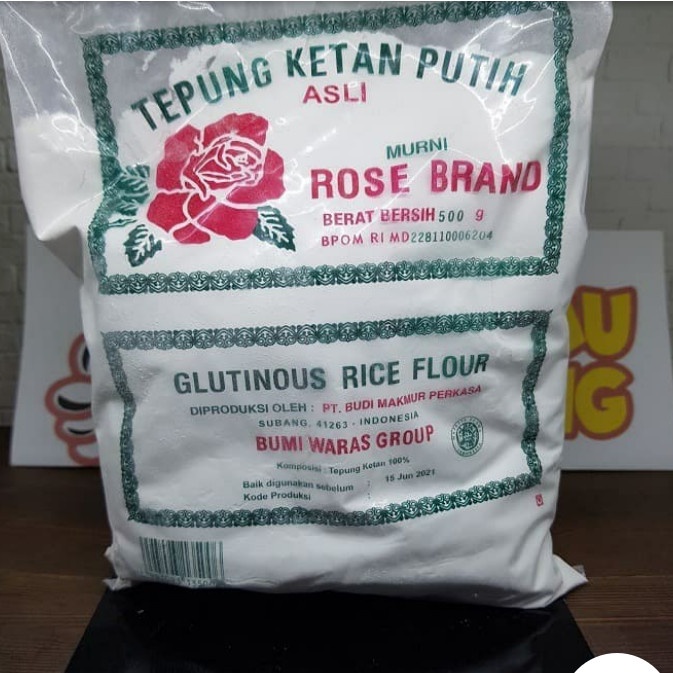 TEPUNG KETAN PUTIH
ASLI
MURNI
ROSE BRAND
BERAT BERSIH 500 g
BPOM RI MD 228110006204
GLUTINOUS RICE FLOUR
DIPRODUKSI OLEH : PT. BUDI MAKMUR PERKASA
SUBANG, 41263 - INDONESIA
BUMI WARAS GROUP
Komposisi : Tepung Ketan 100%
Baik digunakan sebelum : 15 Jun 2021
Kode Produksi :